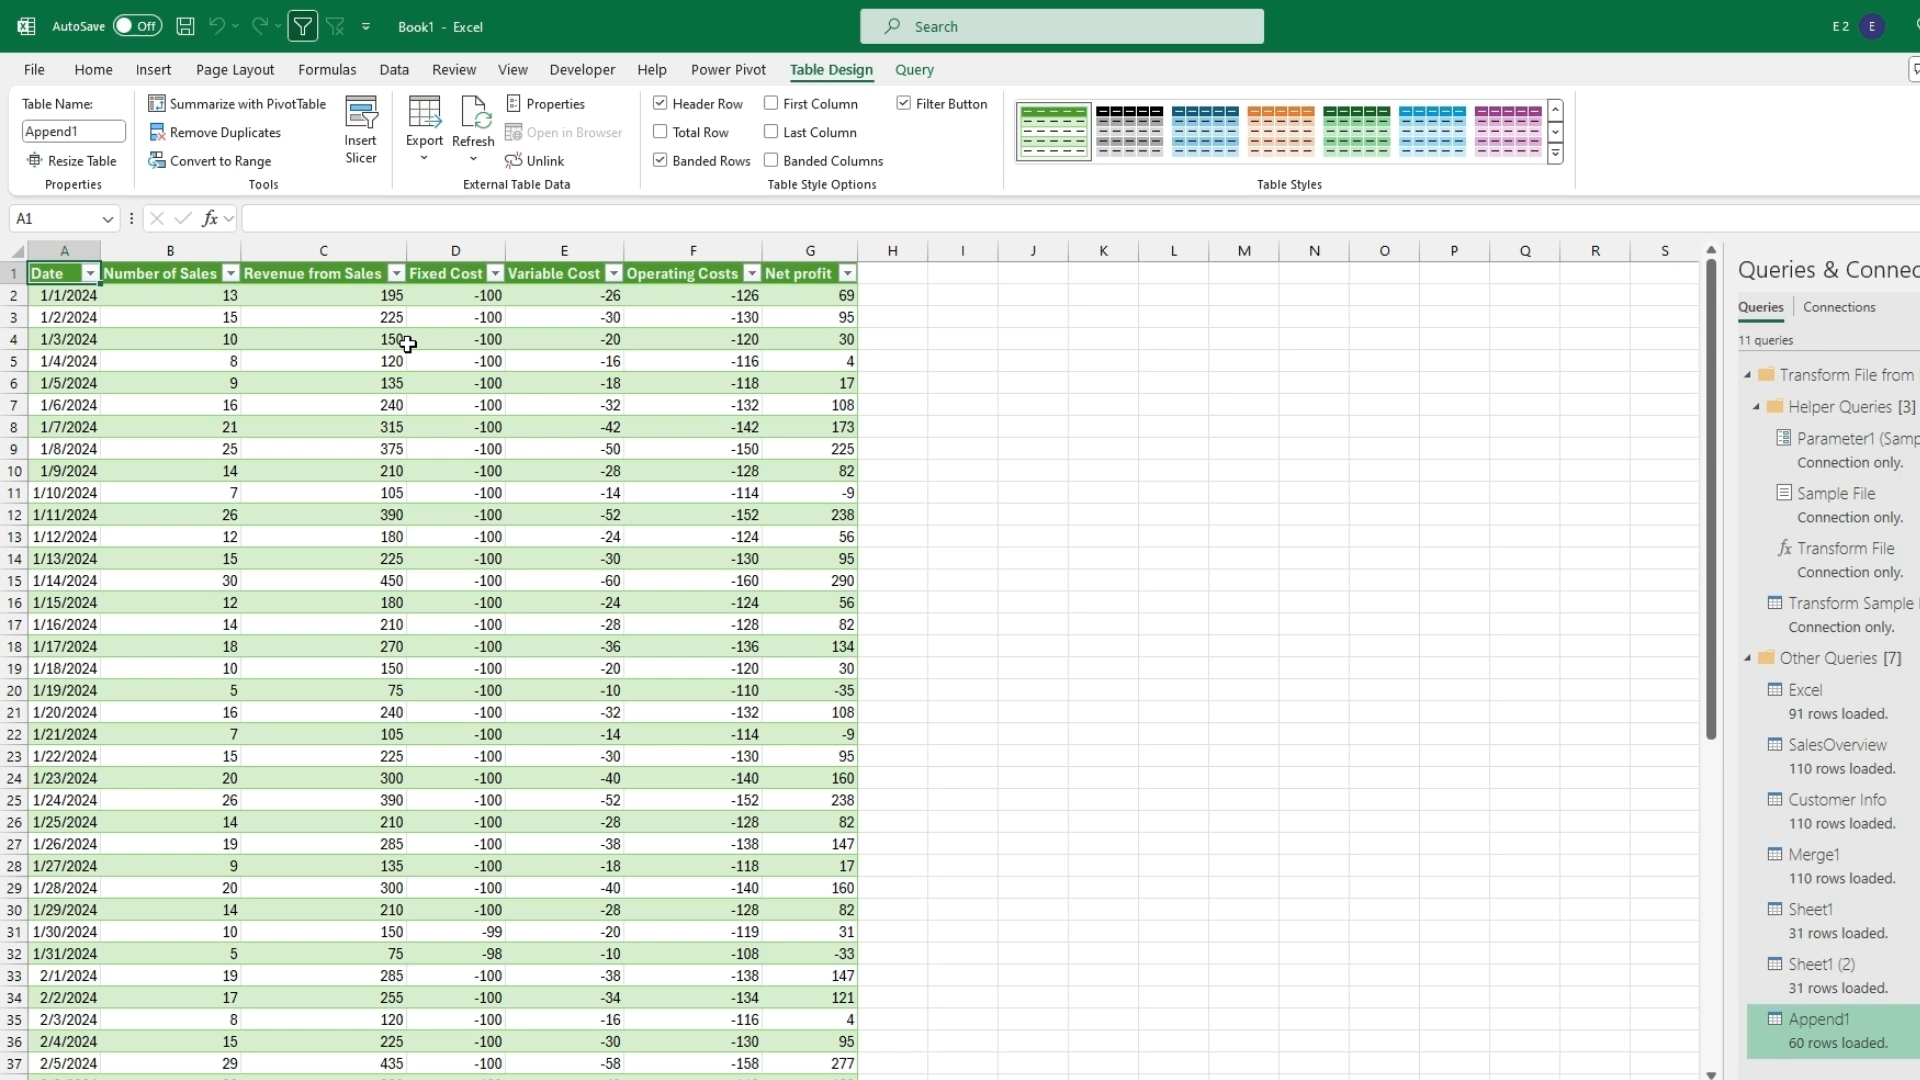 AutoSave Off Book1 - Excel Search E 2 E
File Home Insert Page Layout Formulas Data Review View Developer Help Power Pivot Table Design Query
Table Name:
Append1
Resize Table
Properties
Summarize with PivotTable
Remove Duplicates
Convert to Range
Tools
Insert
Slicer
Export
Refresh
Properties
Open in Browser
Unlink
External Table Data
Header Row First Column Filter Button
Total Row Last Column
Banded Rows Banded Columns
Table Style Options
Table Styles
A1 fx
A B C D E F G H I J K L M N O P Q R S
1 Date Number of Sales Revenue from Sales Fixed Cost Variable Cost Operating Costs Net profit
2 1/1/2024 13 195 -100 -26 -126 69
3 1/2/2024 15 225 -100 -30 -130 95
4 1/3/2024 10 150 -100 -20 -120 30
5 1/4/2024 8 120 -100 -16 -116 4
6 1/5/2024 9 135 -100 -18 -118 17
7 1/6/2024 16 240 -100 -32 -132 108
8 1/7/2024 21 315 -100 -42 -142 173
9 1/8/2024 25 375 -100 -50 -150 225
10 1/9/2024 14 210 -100 -28 -128 82
11 1/10/2024 7 105 -100 -14 -114 -9
12 1/11/2024 26 390 -100 -52 -152 238
13 1/12/2024 12 180 -100 -24 -124 56
14 1/13/2024 15 225 -100 -30 -130 95
15 1/14/2024 30 450 -100 -60 -160 290
16 1/15/2024 12 180 -100 -24 -124 56
17 1/16/2024 14 210 -100 -28 -128 82
18 1/17/2024 18 270 -100 -36 -136 134
19 1/18/2024 10 150 -100 -20 -120 30
20 1/19/2024 5 75 -100 -10 -110 -35
21 1/20/2024 16 240 -100 -32 -132 108
22 1/21/2024 7 105 -100 -14 -114 -9
23 1/22/2024 15 225 -100 -30 -130 95
24 1/23/2024 20 300 -100 -40 -140 160
25 1/24/2024 26 390 -100 -52 -152 238
26 1/25/2024 14 210 -100 -28 -128 82
27 1/26/2024 19 285 -100 -38 -138 147
28 1/27/2024 9 135 -100 -18 -118 17
29 1/28/2024 20 300 -100 -40 -140 160
30 1/29/2024 14 210 -100 -28 -128 82
31 1/30/2024 10 150 -99 -20 -119 31
32 1/31/2024 5 75 -98 -10 -108 -33
33 2/1/2024 19 285 -100 -38 -138 147
34 2/2/2024 17 255 -100 -34 -134 121
35 2/3/2024 8 120 -100 -16 -116 4
36 2/4/2024 15 225 -100 -30 -130 95
37 2/5/2024 29 435 -100 -58 -158 277
Queries & Connec
Queries Connections
11 queries
Transform File from
Helper Queries [3]
Parameter1 (Samp
Connection only.
Sample File
Connection only.
fx Transform File
Connection only.
Transform Sample
Connection only.
Other Queries [7]
Excel
91 rows loaded.
SalesOverview
110 rows loaded.
Customer Info
110 rows loaded.
Merge1
110 rows loaded.
Sheet1
31 rows loaded.
Sheet1 (2)
31 rows loaded.
Append1
60 rows loaded.